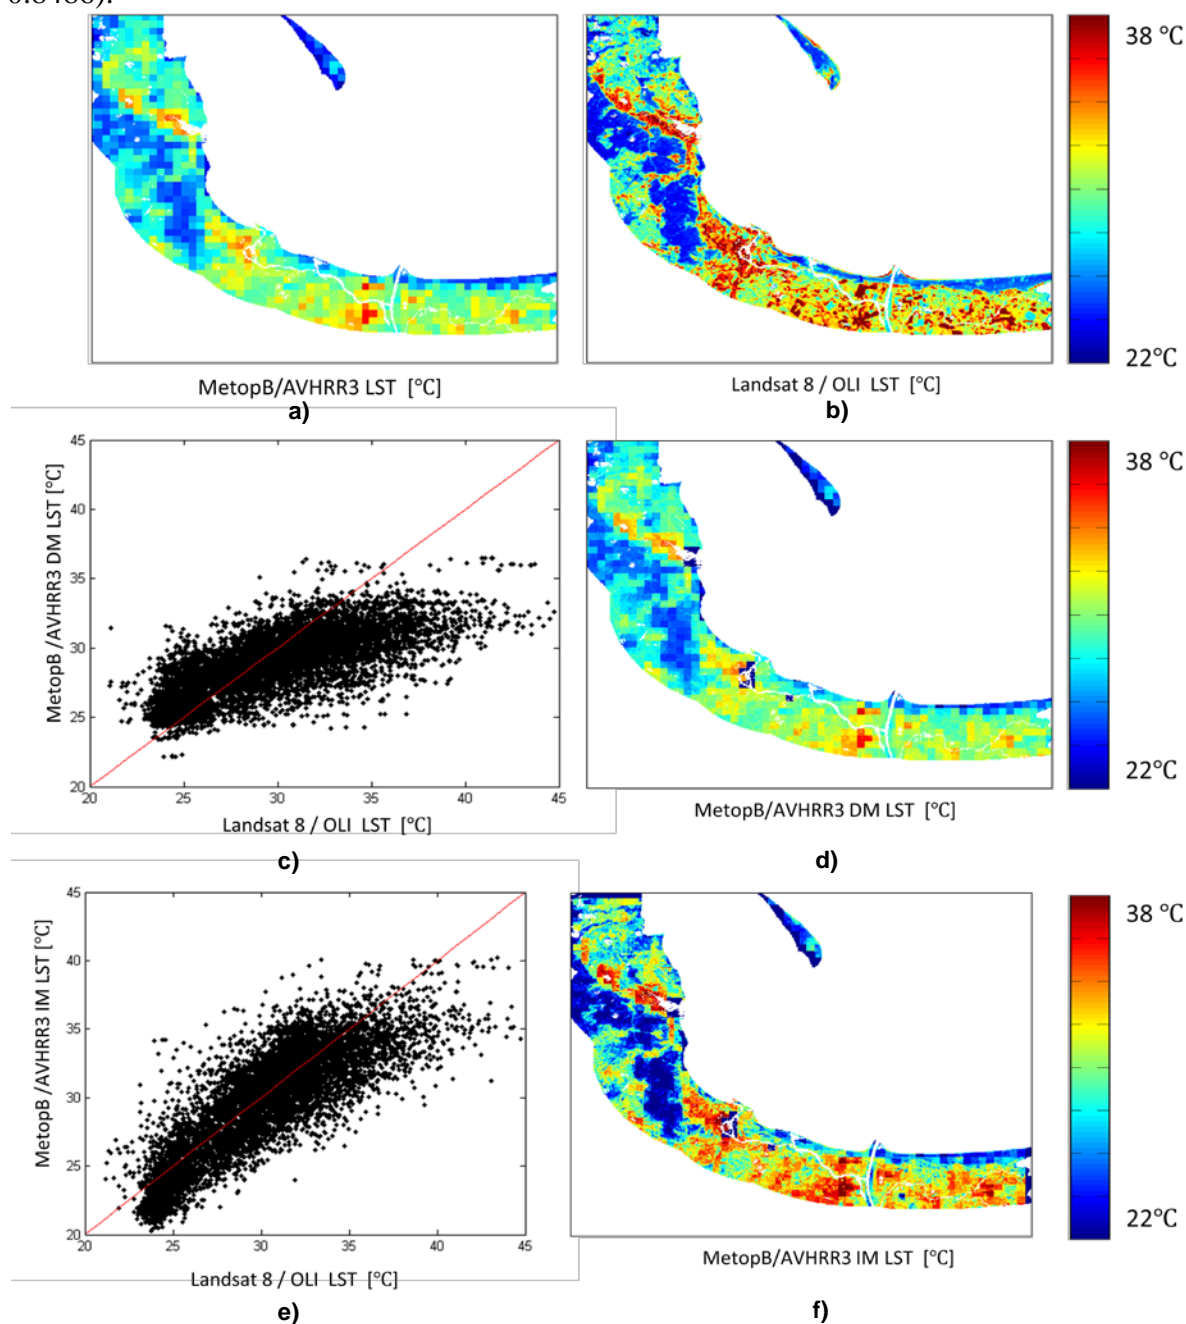 0.8486).
38 °C
22°C
MetopB/AVHRR3 LST [°C]
Landsat 8 / OLI LST [°C]
a)
b)
45
40
35
30
25
20
20
25
30
35
40
45
MetopB /AVHRR3 DM LST [°C]
Landsat 8 / OLI LST [°C]
c)
38 °C
22°C
MetopB/AVHRR3 DM LST [°C]
d)
45
40
35
30
25
20
20
25
30
35
40
45
MetopB /AVHRR3 IM LST [°C]
Landsat 8 / OLI LST [°C]
e)
38 °C
22°C
MetopB/AVHRR3 IM LST [°C]
f)